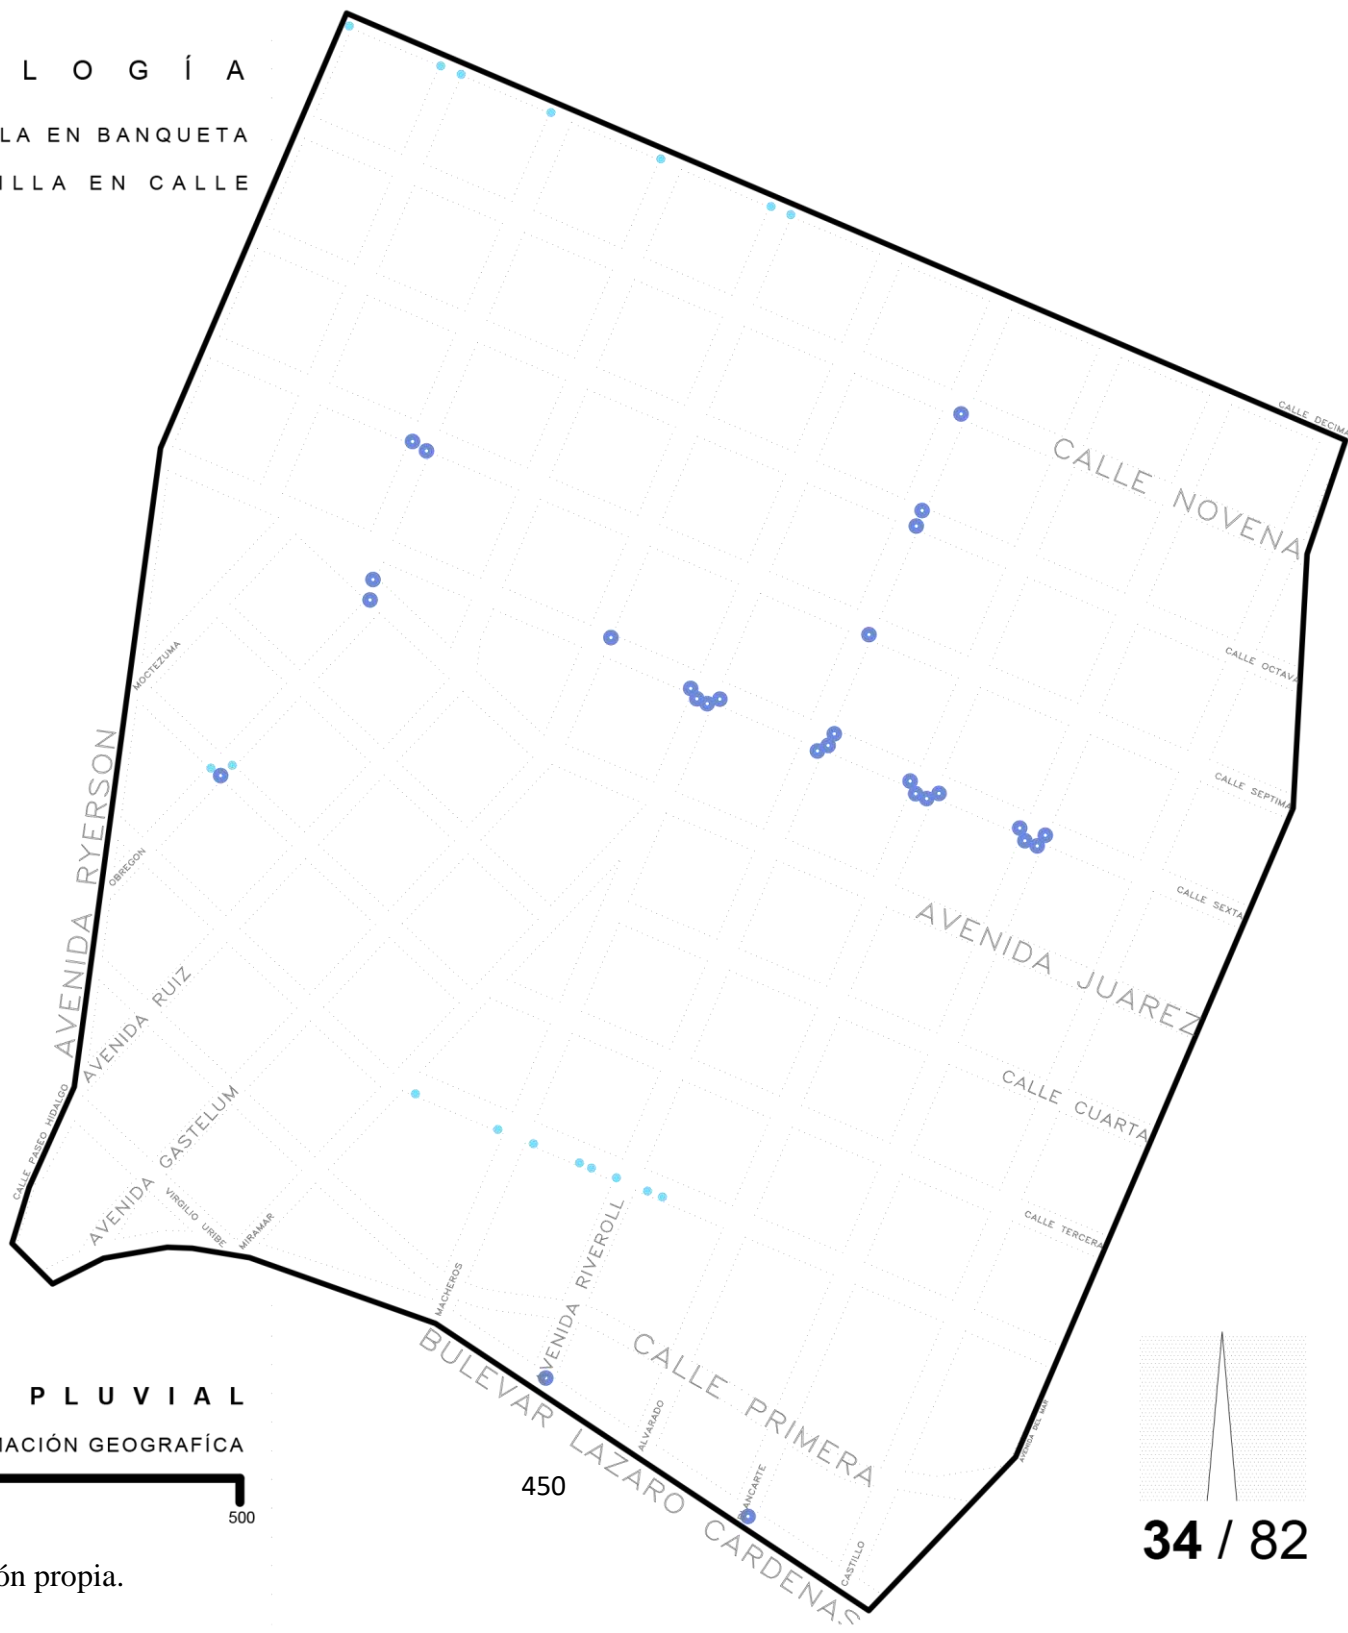 L O G Í A
LA EN BANQUETA
ILLA EN CALLE
CALLE DECIMA
CALLE NOVENA
CALLE OCTAVA
MOCTEZUMA
CALLE SEPTIMA
AVENIDA RYERSON
OBREGON
CALLE SEXTA
AVENIDA JUAREZ
AVENIDA RUIZ
CALLE CUARTA
CALLE PASEO HIDALGO
AVENIDA GASTELUM
VIRGILIO URIBE
MIRAMAR
CALLE TERCERA
MACHEROS
AVENIDA RIVEROLL
CALLE PRIMERA
BULEVAR LAZARO CARDENAS
ALVARADO
BLANCARTE
CASTILLO
AVENIDA DEL MAR
P L U V I A L
MACIÓN GEOGRAFÍCA
500
450
34 / 82
ón propia.